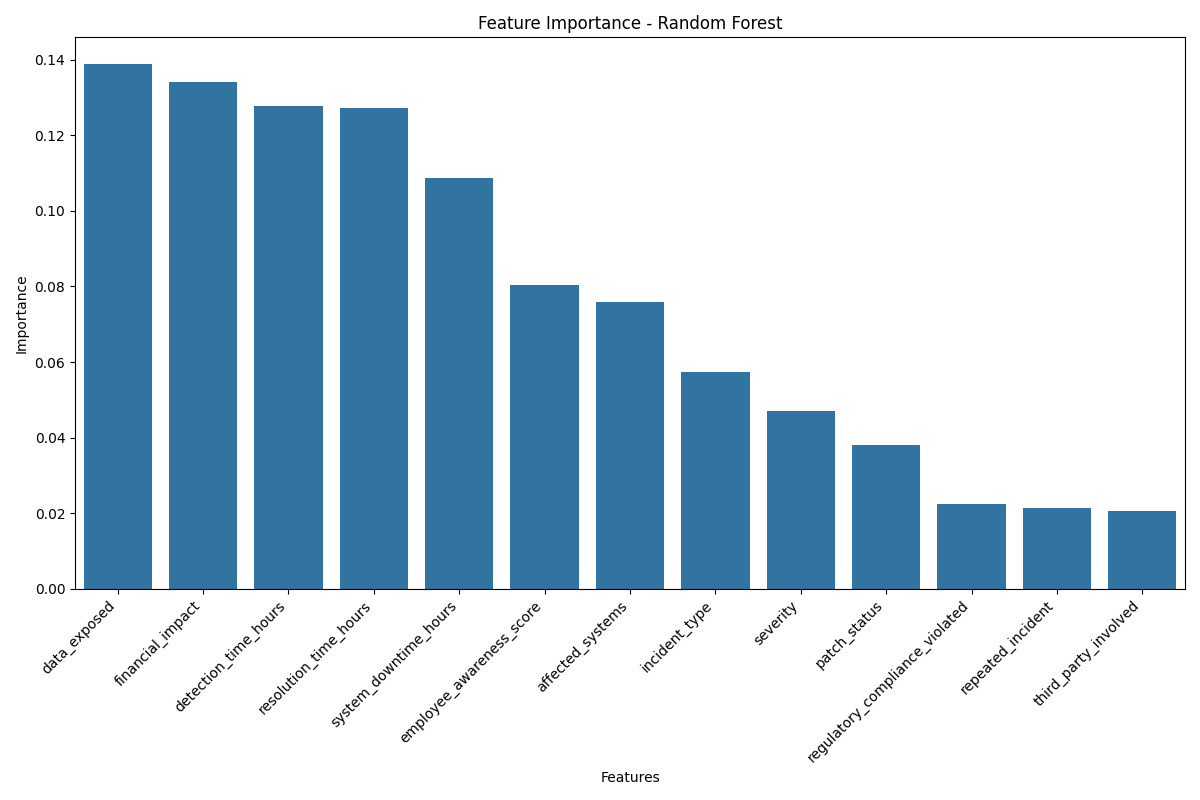 Feature Importance - Random Forest
Importance
0.14
0.12
0.10
0.08
0.06
0.04
0.02
0.00
data_exposed
financial_impact
detection_time_hours
resolution_time_hours
system_downtime_hours
employee_awareness_score
affected_systems
incident_type
severity
patch_status
regulatory_compliance_violated
repeated_incident
third_party_involved
Features